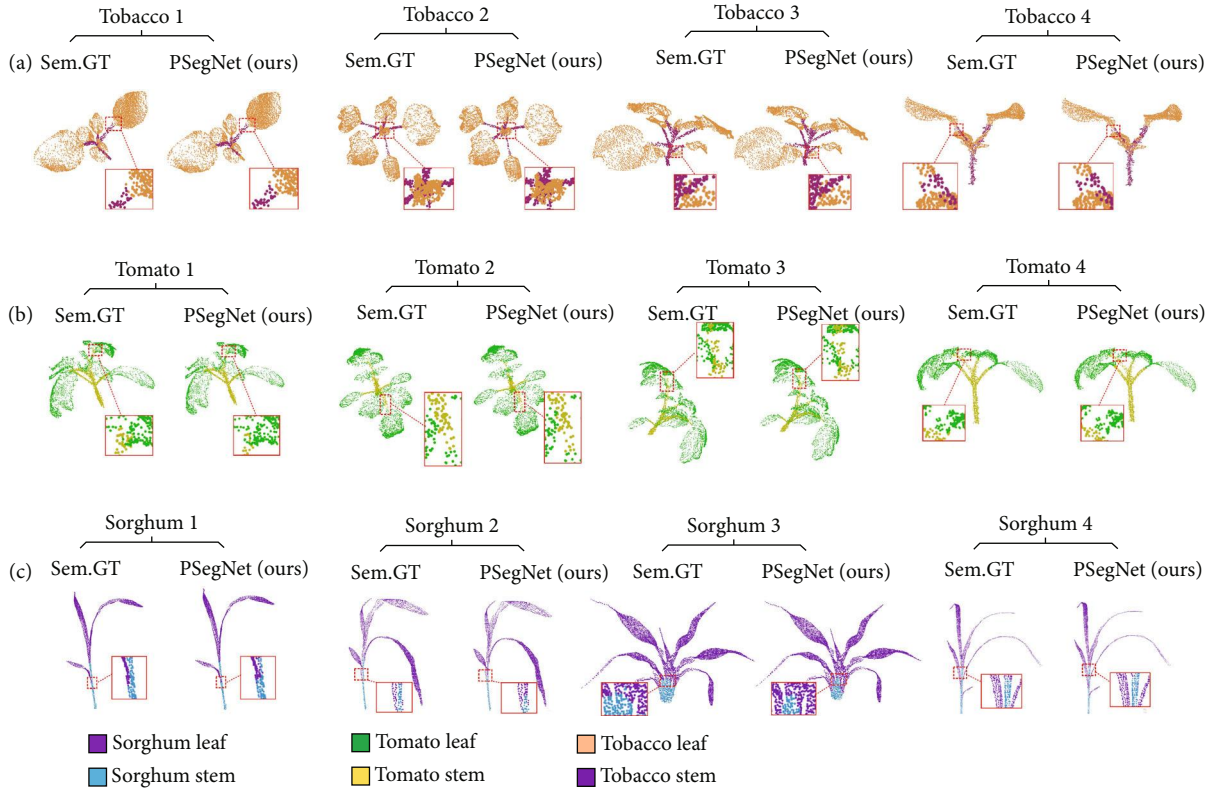 Tobacco 1 Tobacco 2 Tobacco 3 Tobacco 4
(a) Sem.GT PSegNet (ours) Sem.GT PSegNet (ours) Sem.GT PSegNet (ours) Sem.GT PSegNet (ours)
Tomato 1 Tomato 2 Tomato 3 Tomato 4
(b) Sem.GT PSegNet (ours) Sem.GT PSegNet (ours) Sem.GT PSegNet (ours) Sem.GT PSegNet (ours)
Sorghum 1 Sorghum 2 Sorghum 3 Sorghum 4
(c) Sem.GT PSegNet (ours) Sem.GT PSegNet (ours) Sem.GT PSegNet (ours) Sem.GT PSegNet (ours)
Sorghum leaf Tomato leaf Tobacco leaf
Sorghum stem Tomato stem Tobacco stem